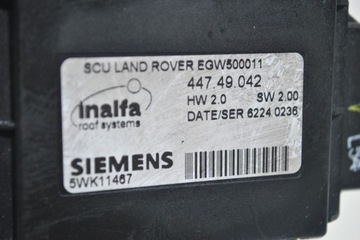 SCU LAND ROVER EGW500011
447.49.042
HW 2.0 SW 2.00
inalfa
roof systems
DATE/SER 6224 0236
SIEMENS
5WK11467